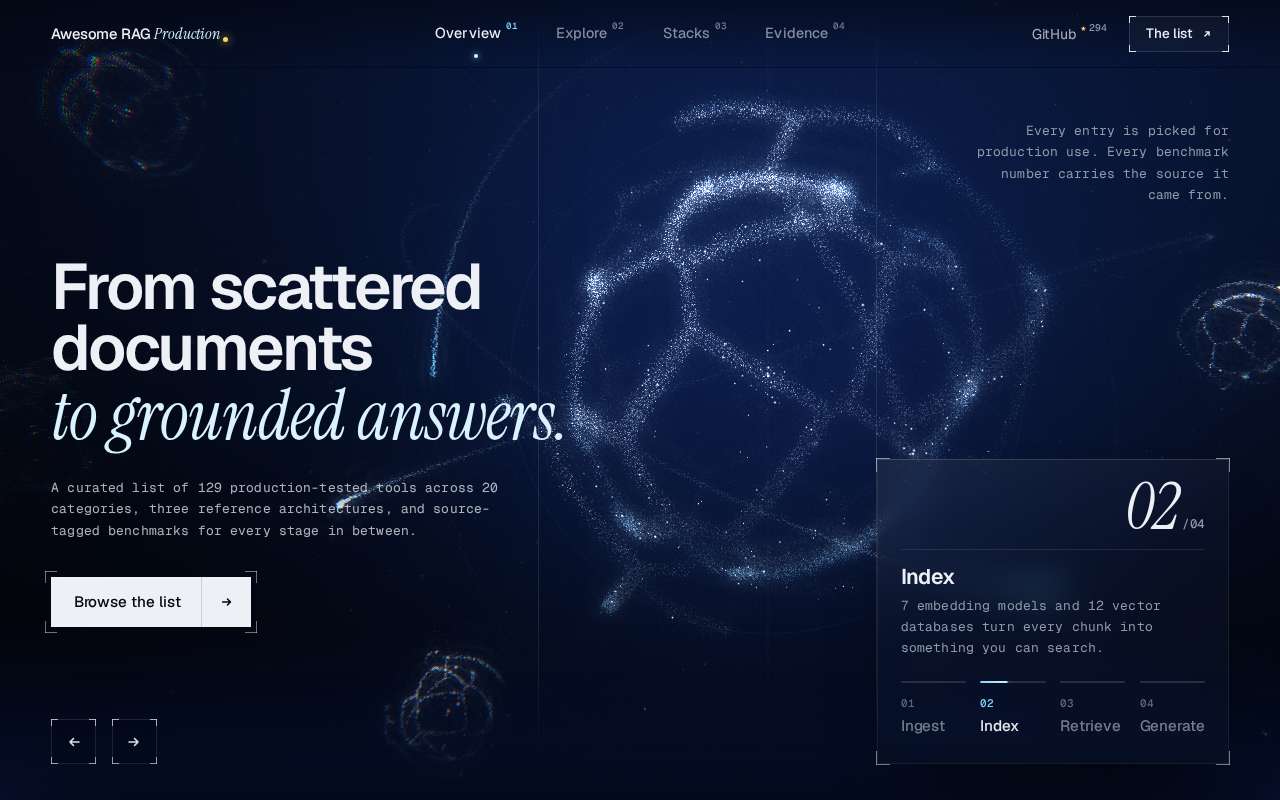 Awesome RAG Production
Overview 01
Explore 02
Stacks 03
Evidence 04
GitHub ★ 294
The list ↗
Every entry is picked for
production use. Every benchmark
number carries the source it
came from.
From scattered
documents
to grounded answers.
A curated list of 129 production-tested tools across 20
categories, three reference architectures, and source-
tagged benchmarks for every stage in between.
Browse the list →
02 /04
Index
7 embedding models and 12 vector
databases turn every chunk into
something you can search.
01 02 03 04
Ingest Index Retrieve Generate
← →